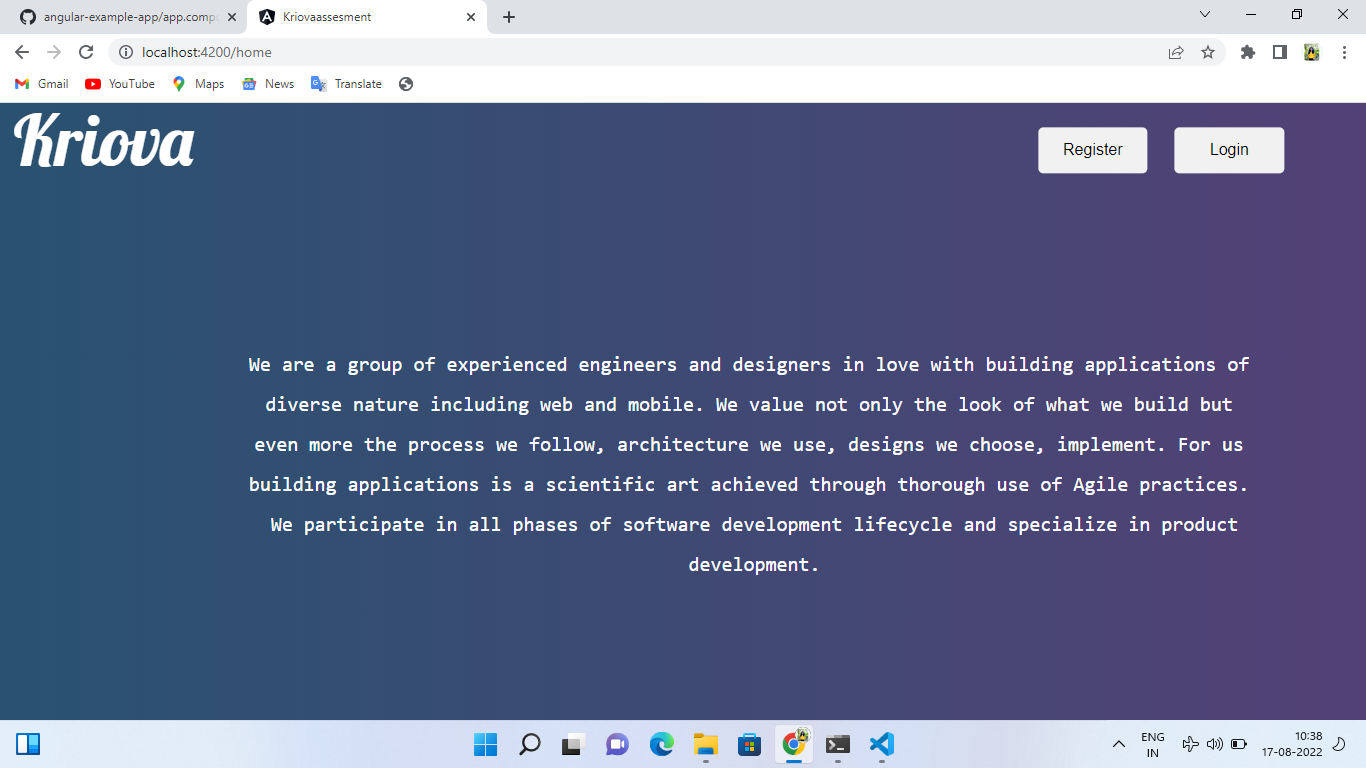 angular-example-app/app.comp
Kriovaassesment
localhost:4200/home
Gmail
YouTube
Maps
News
Translate
Kriova
Register
Login
We are a group of experienced engineers and designers in love with building applications of
diverse nature including web and mobile. We value not only the look of what we build but
even more the process we follow, architecture we use, designs we choose, implement. For us
building applications is a scientific art achieved through thorough use of Agile practices.
We participate in all phases of software development lifecycle and specialize in product
development.
ENG
IN
10:38
17-08-2022